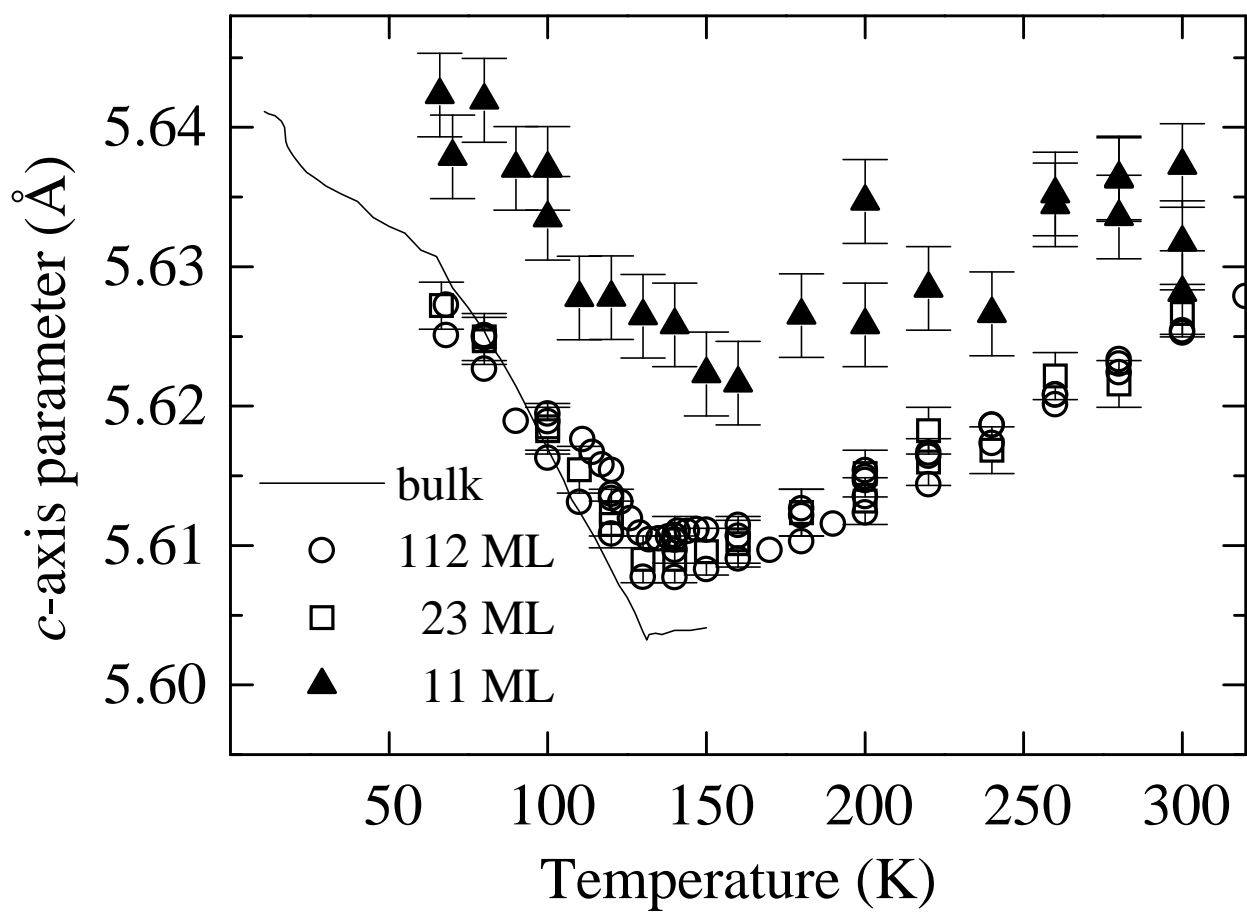 c-axis parameter (Å)
5.64
5.63
5.62
5.61
5.60
bulk
112 ML
23 ML
11 ML
50 100 150 200 250 300
Temperature (K)